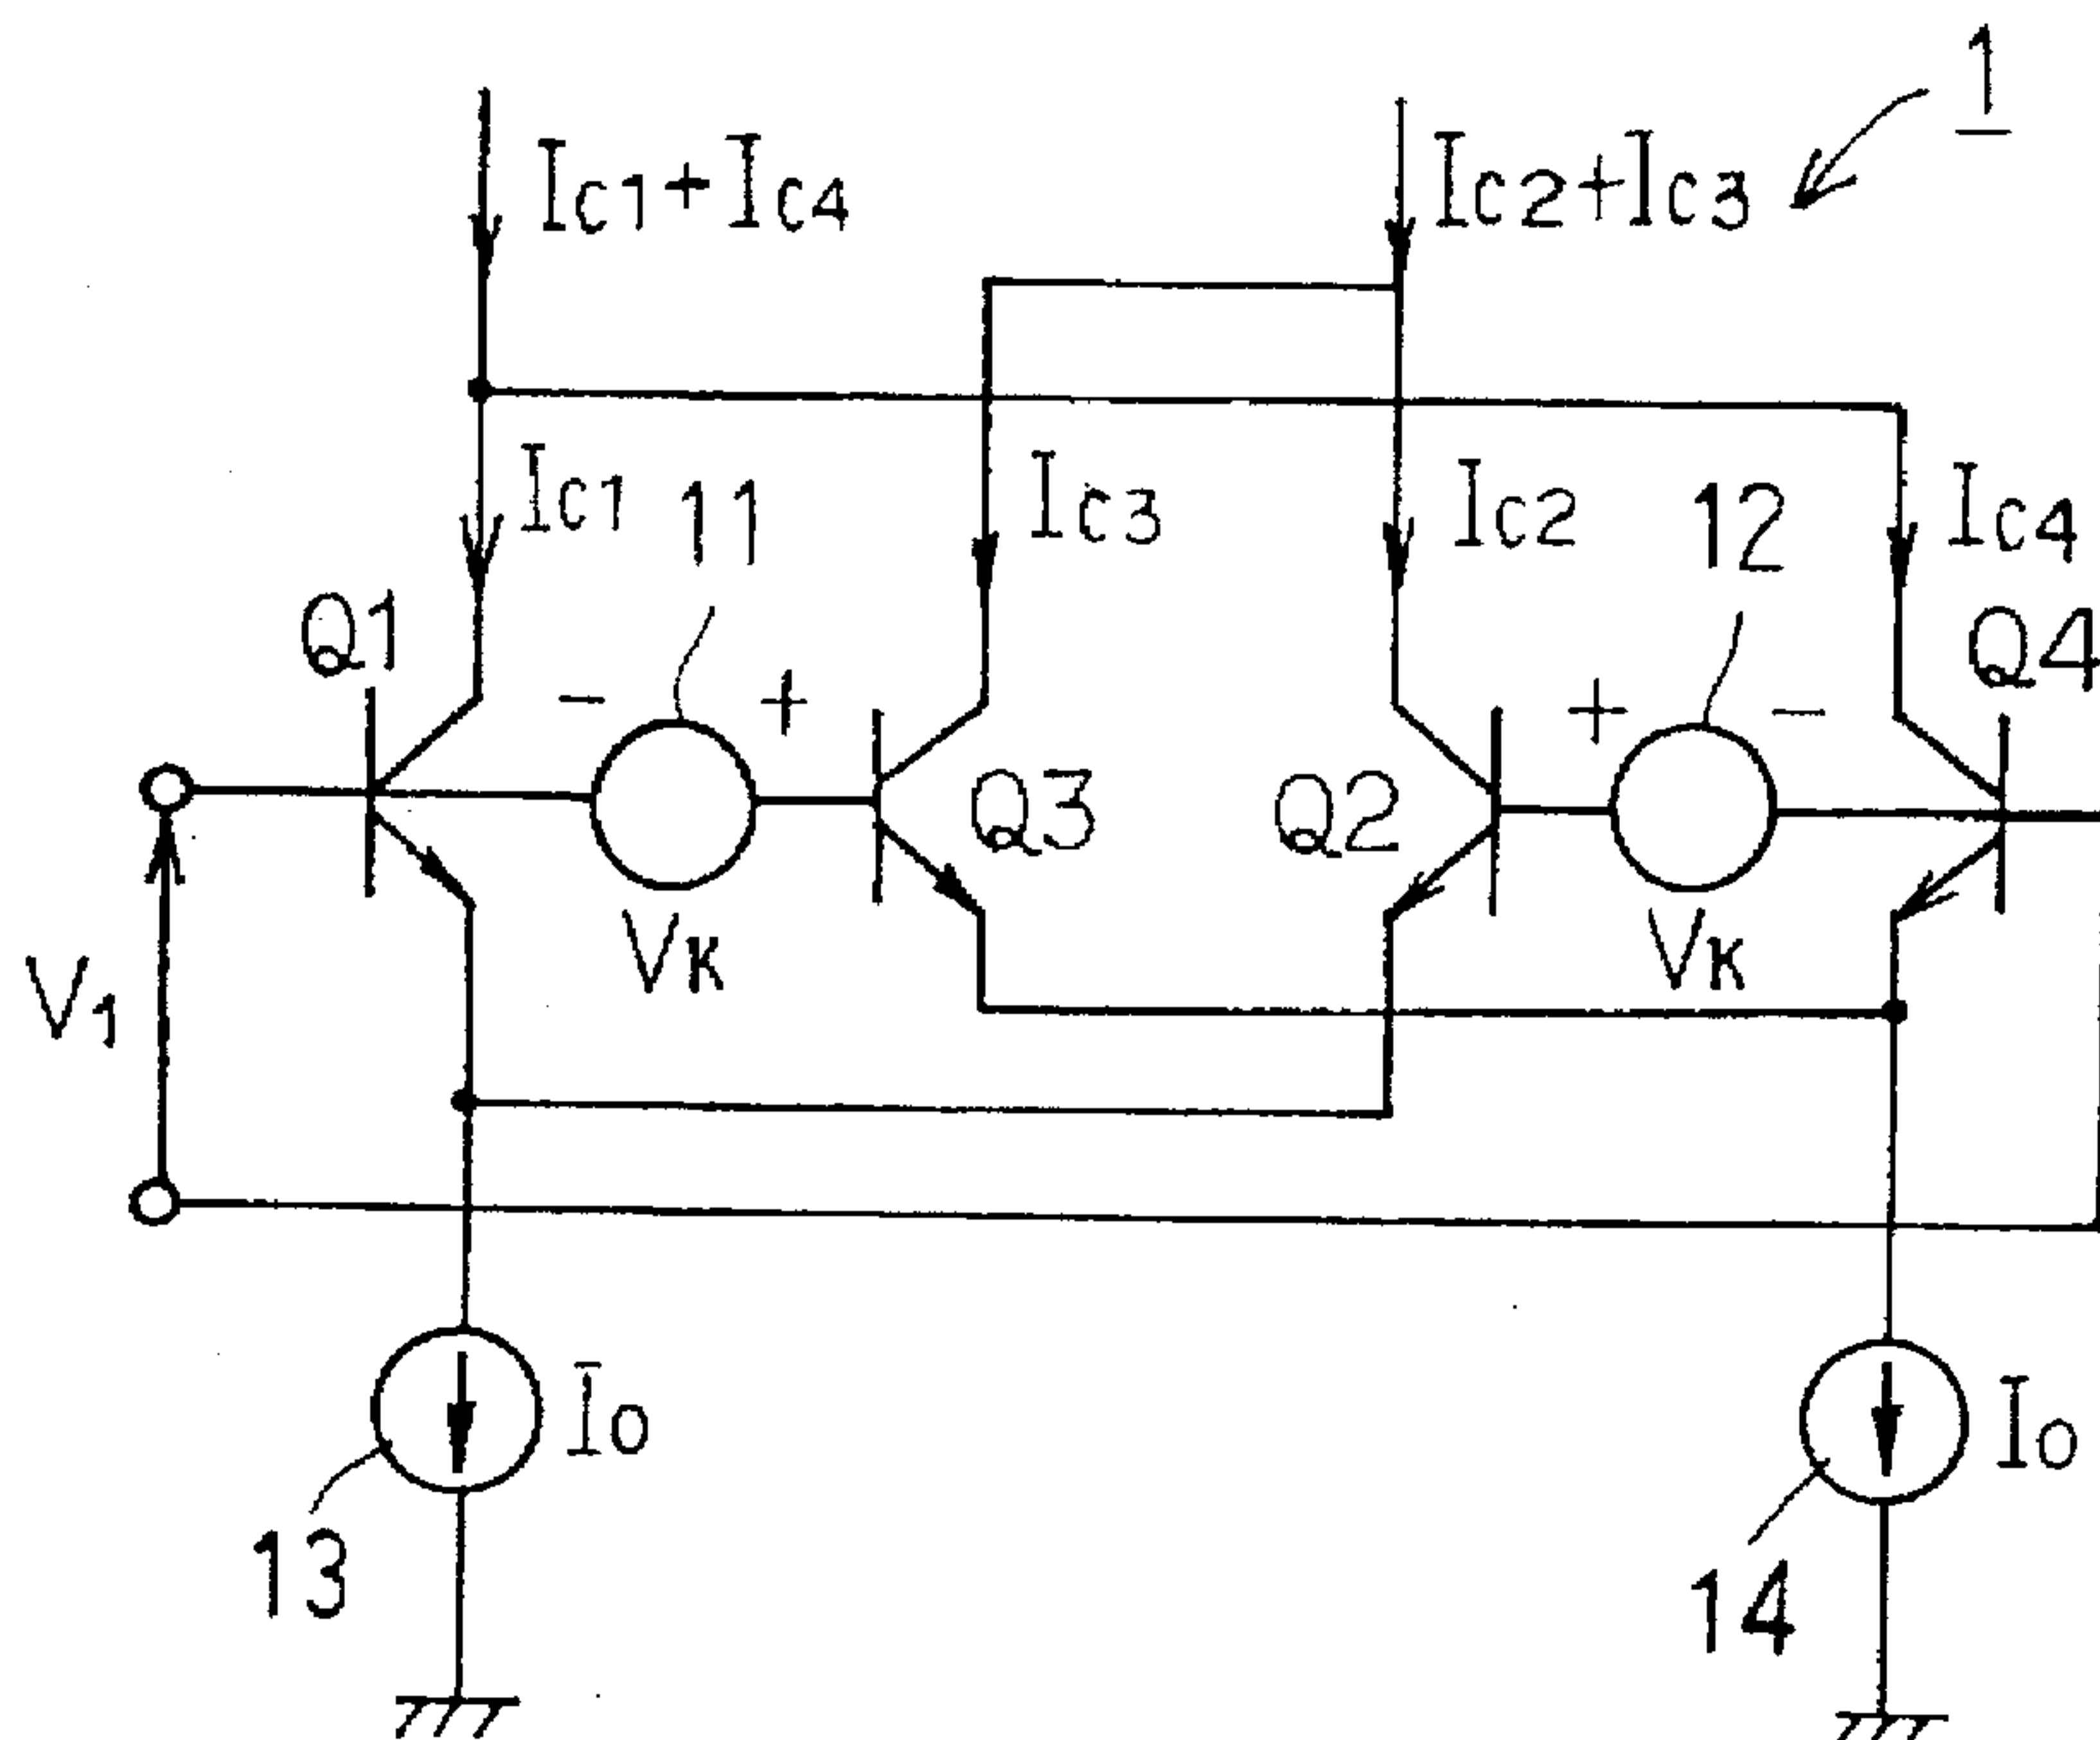 1
Ic1+Ic4
Ic2+Ic3
Ic1
11
Ic3
Ic2
12
Ic4
Q1
Q4
- +
+ -
Q3
Q2
VK
VK
V1
Io
Io
13
14